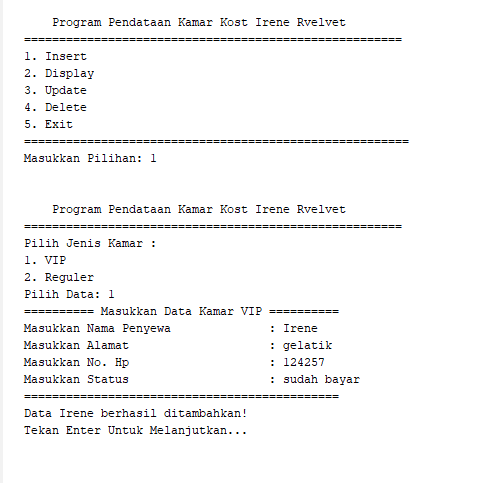 Program Pendataan Kamar Kost Irene Rvelvet
======================================================
1. Insert
2. Display
3. Update
4. Delete
5. Exit
=======================================================
Masukkan Pilihan: 1
Program Pendataan Kamar Kost Irene Rvelvet
======================================================
Pilih Jenis Kamar :
1. VIP
2. Reguler
Pilih Data: 1
========== Masukkan Data Kamar VIP ==========
Masukkan Nama Penyewa : Irene
Masukkan Alamat : gelatik
Masukkan No. Hp : 124257
Masukkan Status : sudah bayar
=============================================
Data Irene berhasil ditambahkan!
Tekan Enter Untuk Melanjutkan...